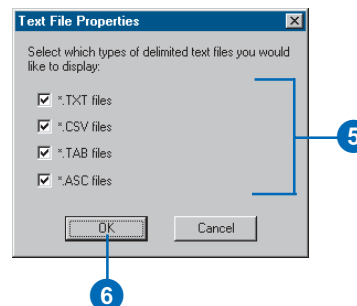 Text File Properties
Select which types of delimited text files you would
like to display:
*.TXT files
*.CSV files
*.TAB files
*.ASC files
5
OK
Cancel
6